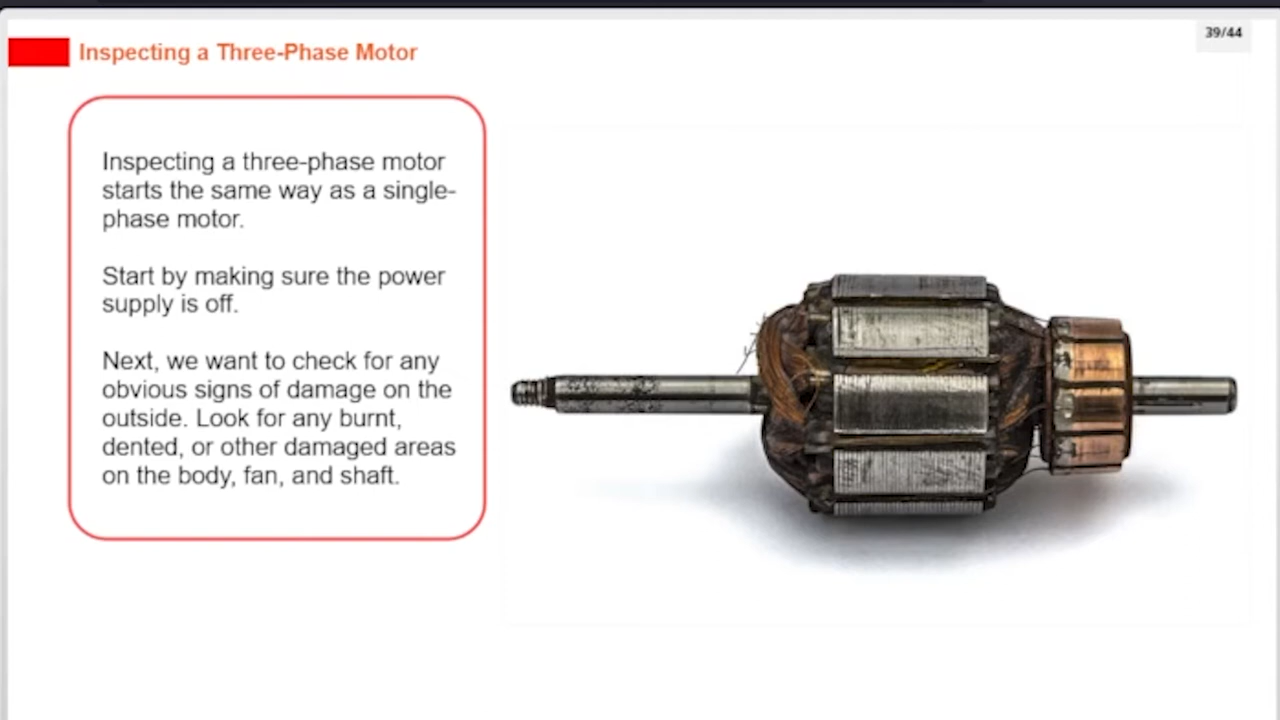 Inspecting a Three-Phase Motor
39/44
Inspecting a three-phase motor
starts the same way as a single-
phase motor.
Start by making sure the power
supply is off.
Next, we want to check for any
obvious signs of damage on the
outside. Look for any burnt,
dented, or other damaged areas
on the body, fan, and shaft.